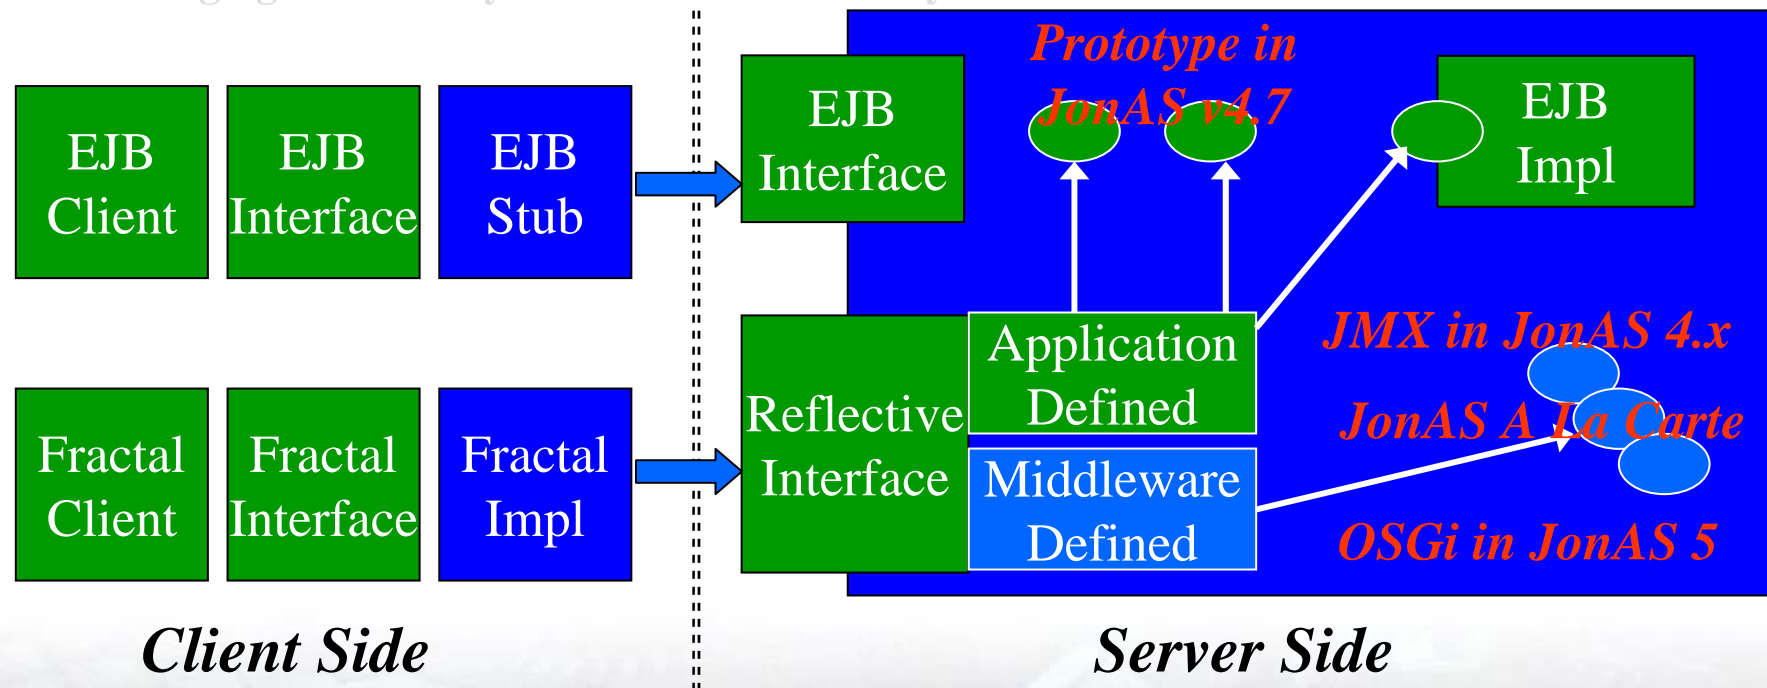 EJB
Client
EJB
Interface
EJB
Stub
EJB
Interface
Prototype in
JonAS v4.7
EJB
Impl
Fractal
Client
Fractal
Interface
Fractal
Impl
Reflective
Interface
Application
Defined
Middleware
Defined
JMX in JonAS 4.x
JonAS A La Carte
OSGi in JonAS 5
Client Side
Server Side